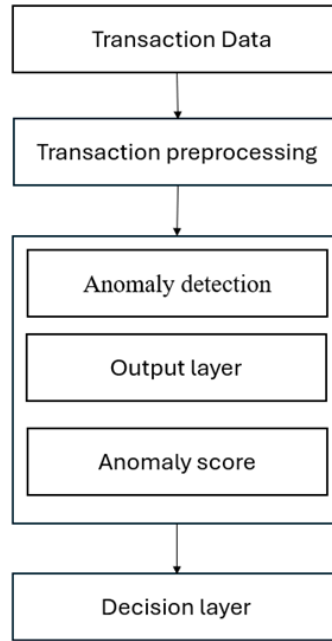 Transaction Data
Transaction preprocessing
Anomaly detection
Output layer
Anomaly score
Decision layer